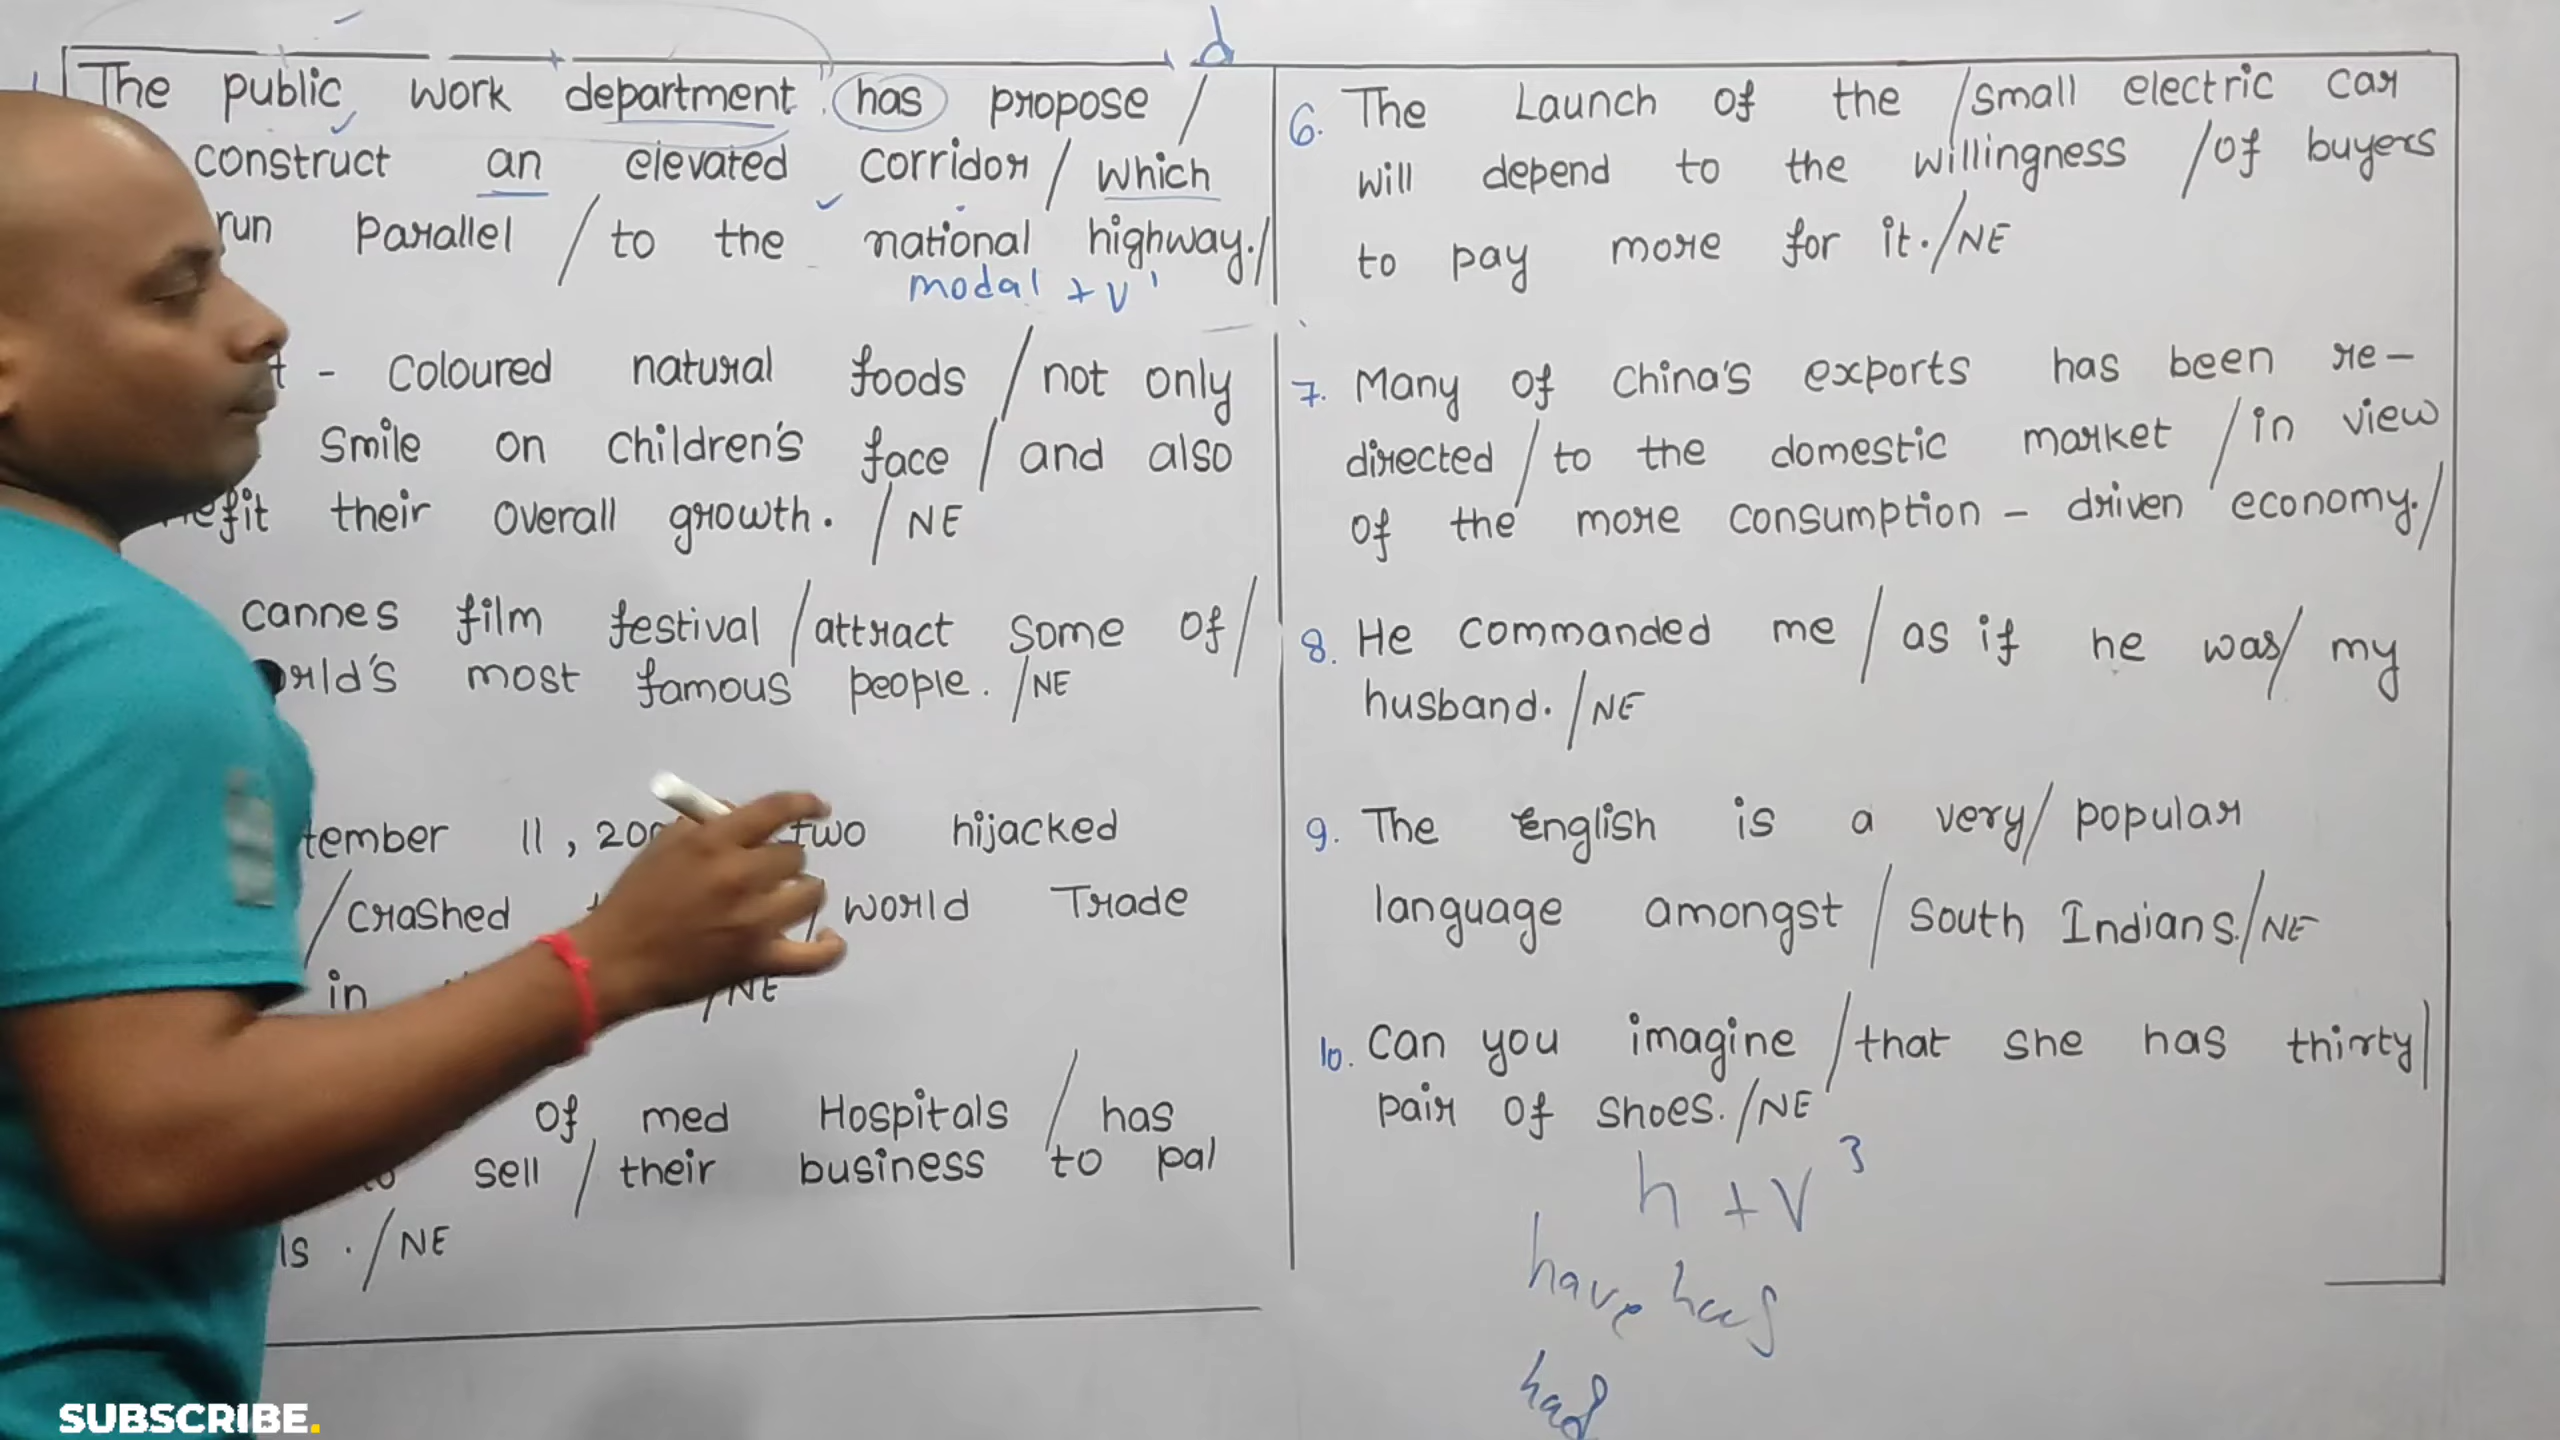 d
The public work department has propose /
construct an elevated corridor / which
run parallel / to the national highway./
modal + V1
- coloured natural foods / not only
smile on children's face / and also
their overall growth. / NE
cannes film festival / attract some of /
most famous people. / NE
11, two hijacked
/ crashed / world Trade
in / NE
of med Hospitals / has
sell / their business to pal
. / NE
6. The Launch of the / small electric car
will depend to the willingness / of buyers
to pay more for it. / NE
7. Many of China's exports has been re-
directed / to the domestic market / in view
of the more consumption - driven economy./
8. He commanded me / as if he was / my
husband. / NE
9. The English is a very / popular
language amongst / South Indians. / NE
10. Can you imagine / that she has thirty /
pair of shoes. / NE
h + V3
have has
had
SUBSCRIBE.